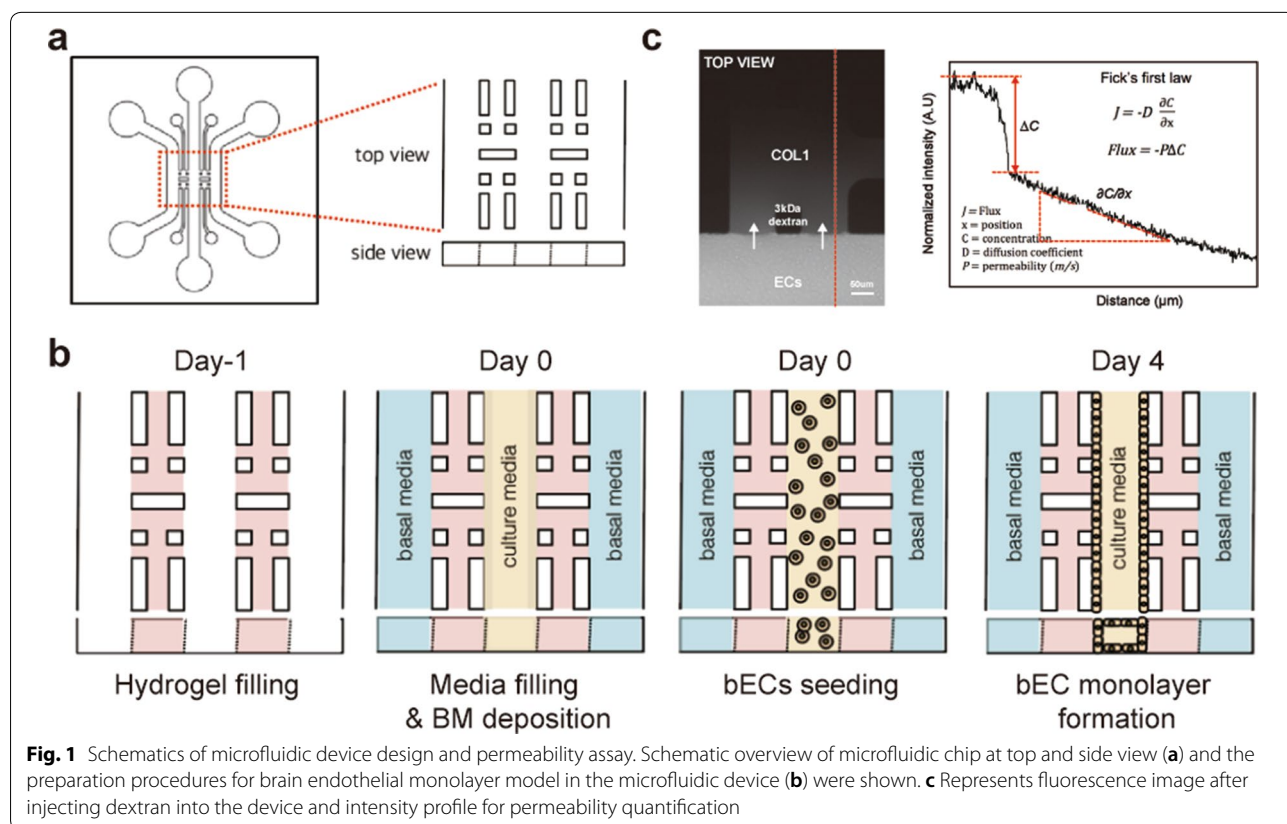 a
top view
side view
c
TOP VIEW
COL1
3kDa
dextran
ECs
50um
Normalized intensity (A.U)
Fick's first law
J = -D ∂C/∂x
Flux = -PΔC
ΔC
∂C/∂x
J = Flux
x = position
C = concentration
D = diffusion coefficient
P = permeability (m/s)
Distance (µm)
b
Day-1
Day 0
Day 0
Day 4
basal media
culture media
basal media
basal media
basal media
basal media
culture media
basal media
Hydrogel filling
Media filling
& BM deposition
bECs seeding
bEC monolayer
formation
Fig. 1 Schematics of microfluidic device design and permeability assay. Schematic overview of microfluidic chip at top and side view (a) and the
preparation procedures for brain endothelial monolayer model in the microfluidic device (b) were shown. c Represents fluorescence image after
injecting dextran into the device and intensity profile for permeability quantification